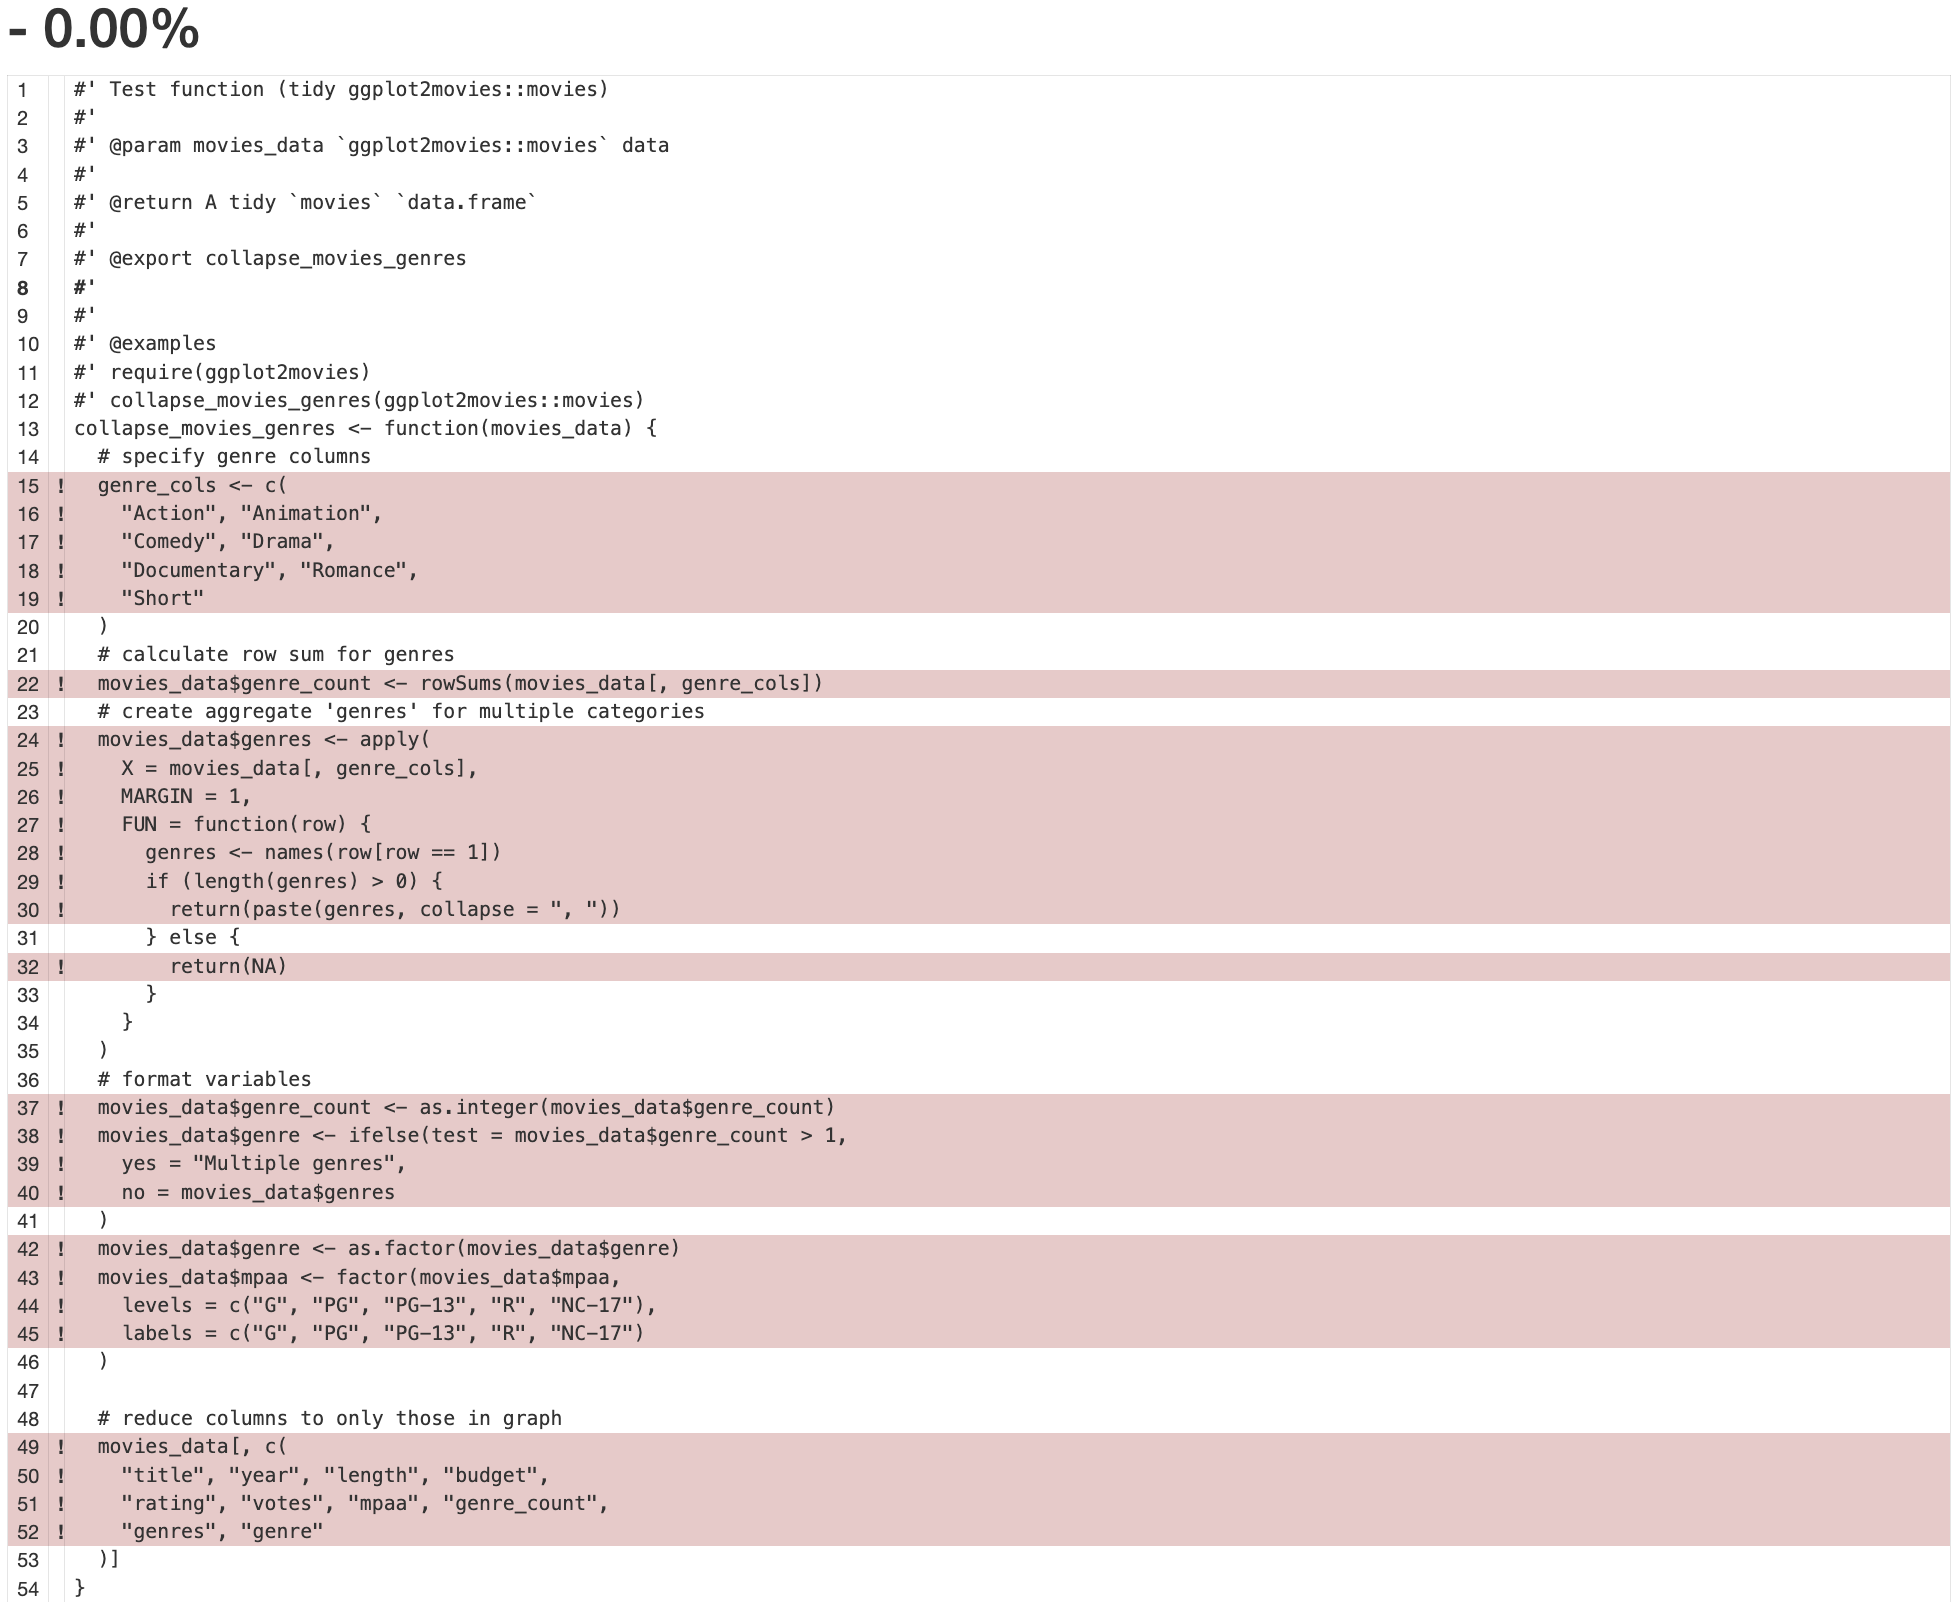 - 0.00%
1 #' Test function (tidy ggplot2movies::movies)
2 #'
3 #' @param movies_data `ggplot2movies::movies` data
4 #'
5 #' @return A tidy `movies` `data.frame`
6 #'
7 #' @export collapse_movies_genres
8 #'
9 #'
10 #' @examples
11 #' require(ggplot2movies)
12 #' collapse_movies_genres(ggplot2movies::movies)
13 collapse_movies_genres <- function(movies_data) {
14   # specify genre columns
15 !   genre_cols <- c(
16 !     "Action", "Animation",
17 !     "Comedy", "Drama",
18 !     "Documentary", "Romance",
19 !     "Short"
20   )
21   # calculate row sum for genres
22 !   movies_data$genre_count <- rowSums(movies_data[, genre_cols])
23   # create aggregate 'genres' for multiple categories
24 !   movies_data$genres <- apply(
25 !     X = movies_data[, genre_cols],
26 !     MARGIN = 1,
27 !     FUN = function(row) {
28 !       genres <- names(row[row == 1])
29 !       if (length(genres) > 0) {
30 !         return(paste(genres, collapse = ", "))
31       } else {
32 !         return(NA)
33       }
34     }
35   )
36   # format variables
37 !   movies_data$genre_count <- as.integer(movies_data$genre_count)
38 !   movies_data$genre <- ifelse(test = movies_data$genre_count > 1,
39 !     yes = "Multiple genres",
40 !     no = movies_data$genres
41   )
42 !   movies_data$genre <- as.factor(movies_data$genre)
43 !   movies_data$mpaa <- factor(movies_data$mpaa,
44 !     levels = c("G", "PG", "PG-13", "R", "NC-17"),
45 !     labels = c("G", "PG", "PG-13", "R", "NC-17")
46   )
47
48   # reduce columns to only those in graph
49 !   movies_data[, c(
50 !     "title", "year", "length", "budget",
51 !     "rating", "votes", "mpaa", "genre_count",
52 !     "genres", "genre"
53   )]
54 }